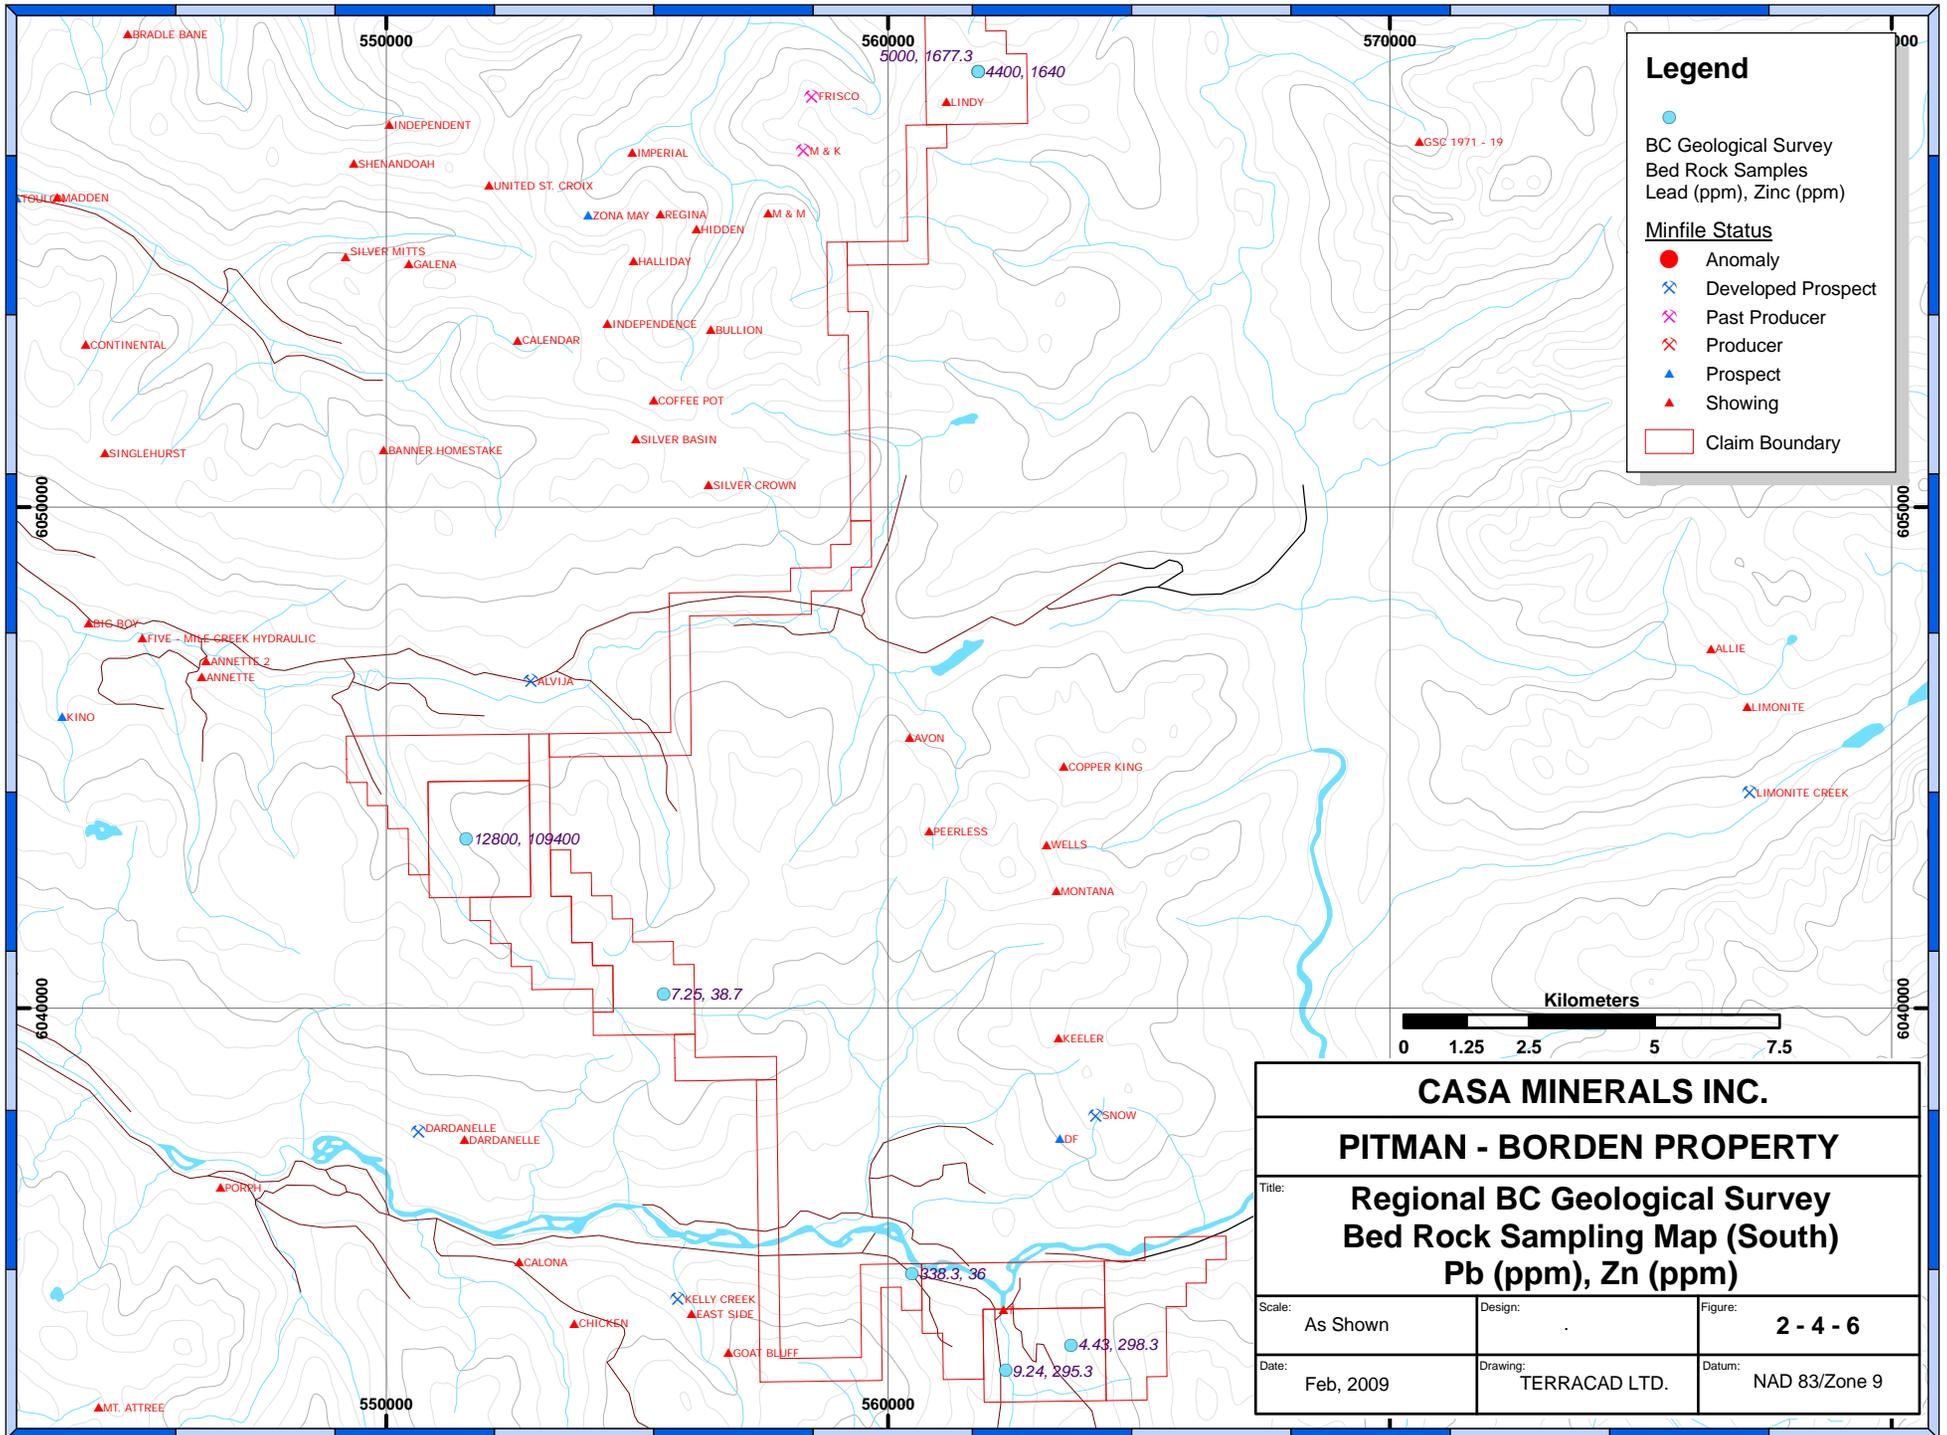 BRADLE BANE
550000
560000
570000
5000, 1677.3
4400, 1640
FRISCO
LINDY
INDEPENDENT
GSC 1971 - 19
IMPERIAL
M & K
SHENANDOAH
UNITED ST. CROIX
MADDEN
ZONA MAY
REGINA
M & M
HIDDEN
SILVER MITTS
GALENA
HALLIDAY
INDEPENDENCE
BULLION
CONTINENTAL
CALENDAR
COFFEE POT
SILVER BASIN
SINGLEHURST
BANNER HOMESTAKE
SILVER CROWN
6050000
6050000
BIG BOY
FIVE - MILE CREEK HYDRAULIC
ANNETTE 2
ANNETTE
ALVIJA
ALLIE
KINO
LIMONITE
AVON
COPPER KING
LIMONITE CREEK
12800, 109400
PEERLESS
WELLS
MONTANA
7.25, 38.7
6040000
6040000
KEELER
SNOW
DARDANELLE
DARDANELLE
DF
PORPH
CALONA
338.3, 36
KELLY CREEK
EAST SIDE
CHICKEN
GOAT BLUFF
4.43, 298.3
9.24, 295.3
MT. ATTREE
550000
560000
Legend
BC Geological Survey
Bed Rock Samples
Lead (ppm), Zinc (ppm)
Minfile Status
Anomaly
Developed Prospect
Past Producer
Producer
Prospect
Showing
Claim Boundary
Kilometers
0 1.25 2.5 5 7.5
CASA MINERALS INC.
PITMAN - BORDEN PROPERTY
Title:
Regional BC Geological Survey
Bed Rock Sampling Map (South)
Pb (ppm), Zn (ppm)
Scale:
As Shown
Design:
.
Figure:
2 - 4 - 6
Date:
Feb, 2009
Drawing:
TERRACAD LTD.
Datum:
NAD 83/Zone 9